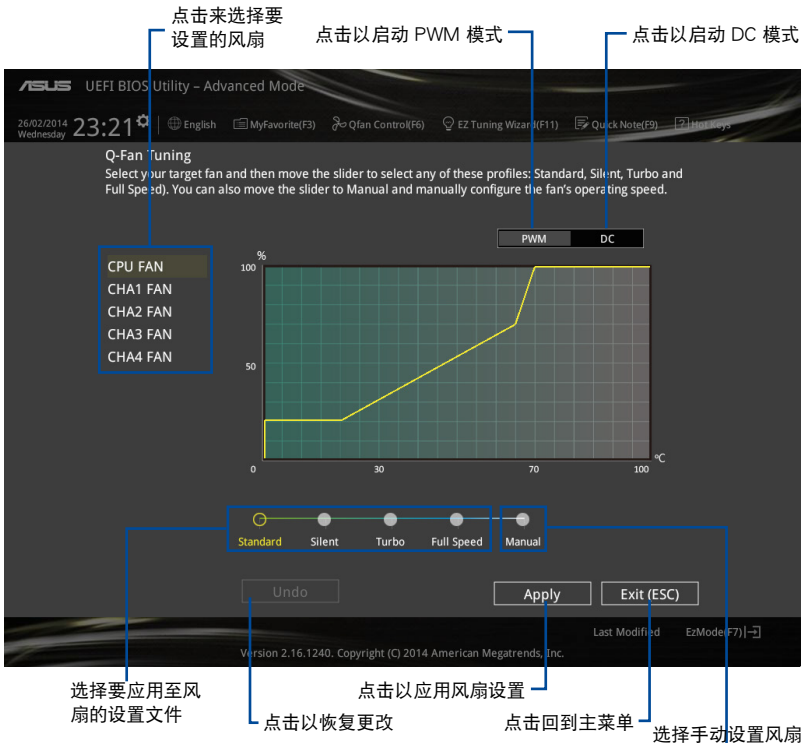 点击来选择要
设置的风扇
点击以启动 PWM 模式
点击以启动 DC 模式
ASUS UEFI BIOS Utility – Advanced Mode
26/02/2014
Wednesday
23:21
English MyFavorite(F3) Qfan Control(F6) EZ Tuning Wizard(F11) Quick Note(F9) ? Hot Keys
Q-Fan Tuning
Select your target fan and then move the slider to select any of these profiles: Standard, Silent, Turbo and
Full Speed). You can also move the slider to Manual and manually configure the fan's operating speed.
PWM DC
CPU FAN
CHA1 FAN
CHA2 FAN
CHA3 FAN
CHA4 FAN
%
100
50
0 30 70 100
ºC
Standard Silent Turbo Full Speed Manual
Undo Apply Exit (ESC)
Last Modified EzMode(F7)
Version 2.16.1240. Copyright (C) 2014 American Megatrends, Inc.
选择要应用至风
扇的设置文件
点击以恢复更改
点击以应用风扇设置
点击回到主菜单
选择手动设置风扇